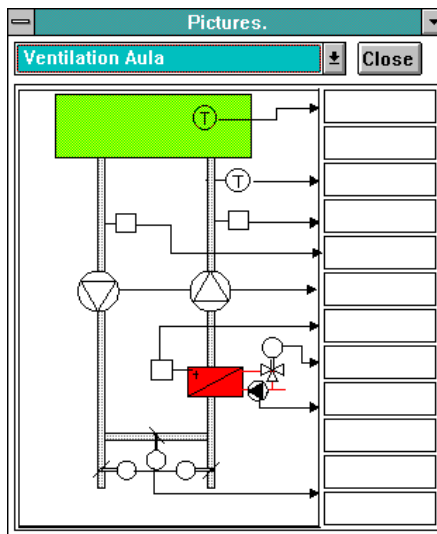 Pictures.
Ventilation Aula
Close
T
T
+